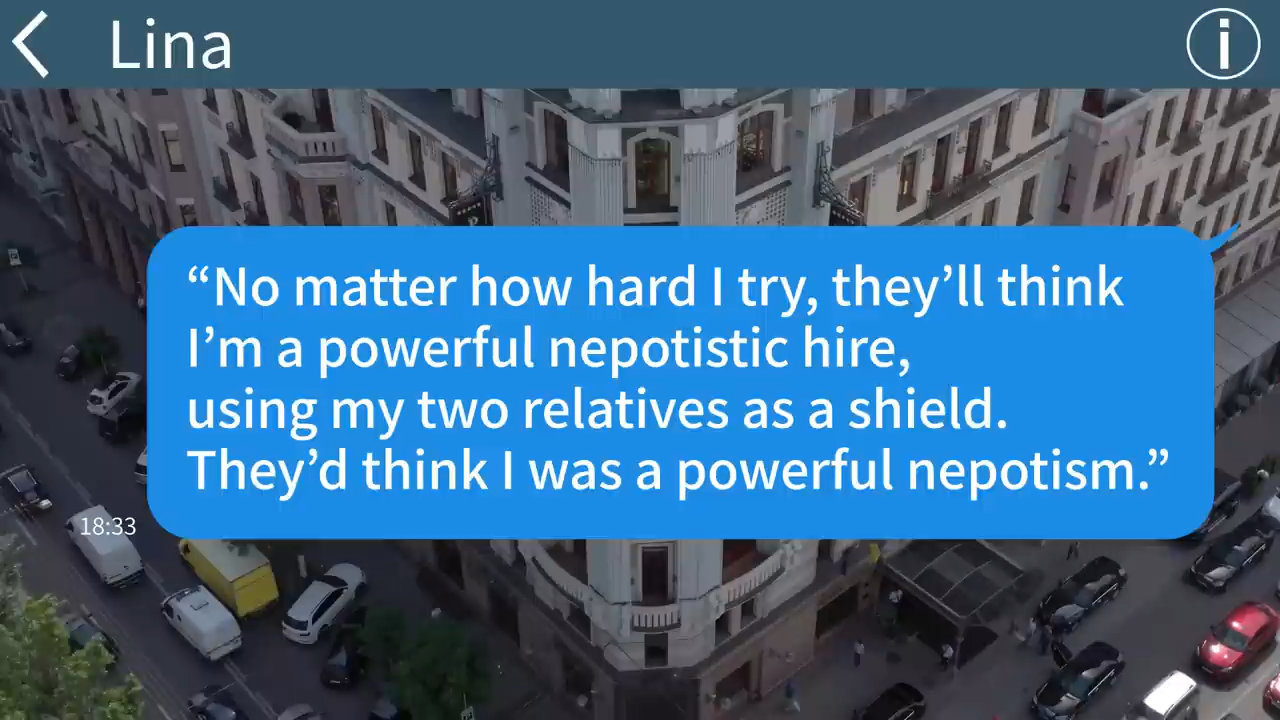 Lina
“No matter how hard I try, they’ll think
I’m a powerful nepotistic hire,
using my two relatives as a shield.
They’d think I was a powerful nepotism.”
18:33